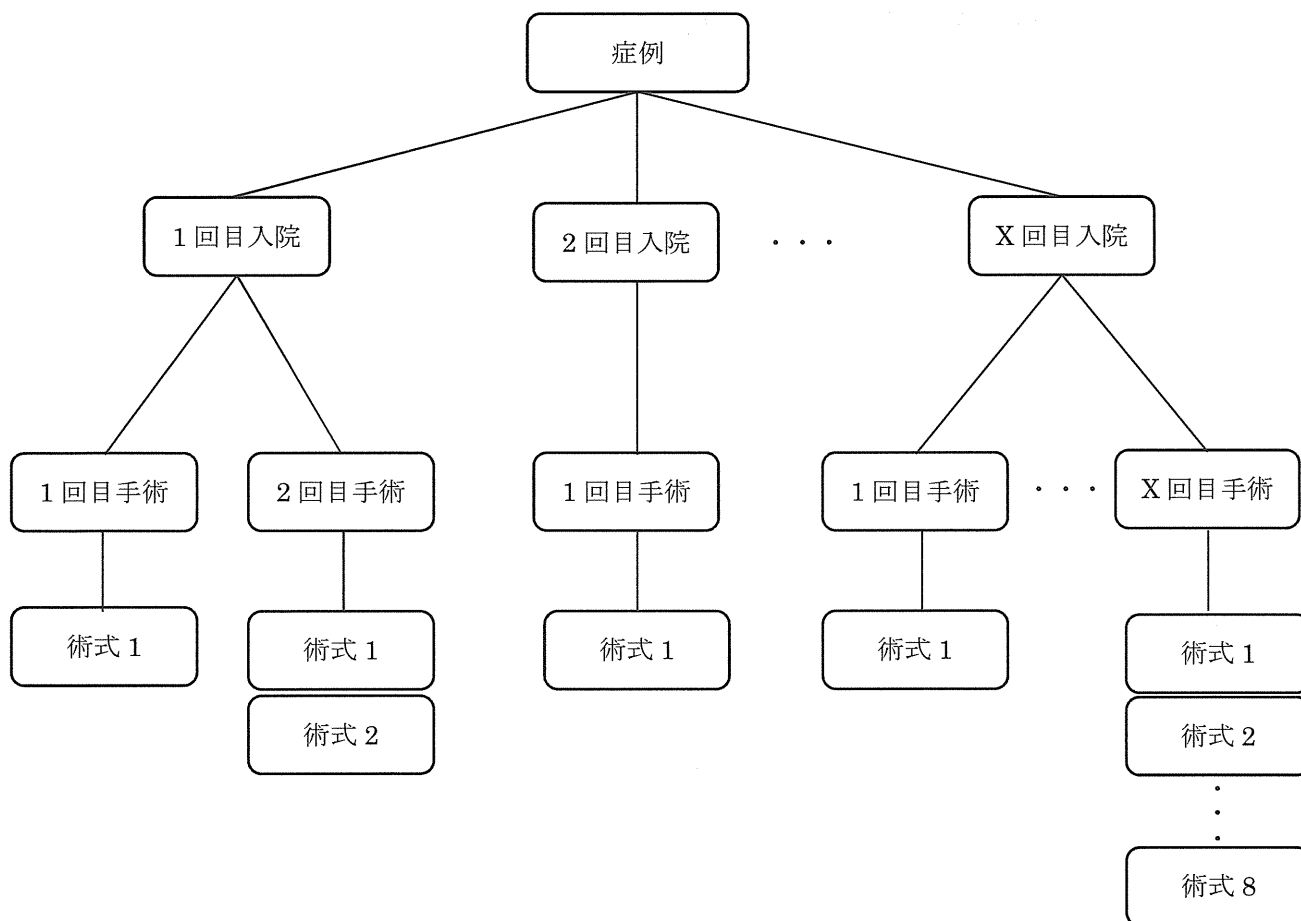 症例
1 回目入院
2 回目入院
・・・
X 回目入院
1 回目手術
2 回目手術
1 回目手術
1 回目手術
・・・
X 回目手術
術式 1
術式 1
術式 1
術式 1
術式 1
術式 2
術式 2
・
・
・
術式 8